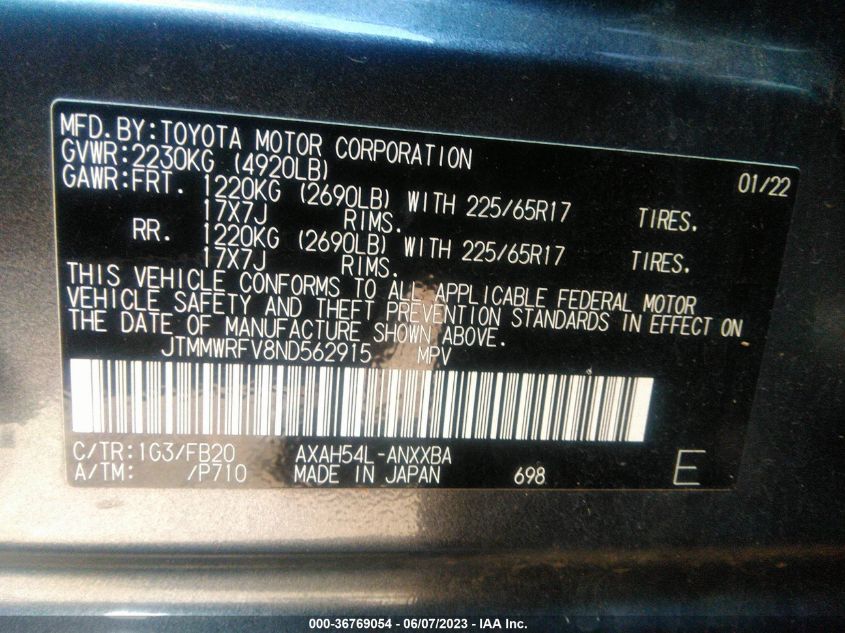 MFD.BY:TOYOTA MOTOR CORPORATION 01/22
GVWR:2230KG (4920LB)
GAWR:FRT. 1220KG (2690LB) WITH 225/65R17 TIRES.
17X7J RIMS.
RR. 1220KG (2690LB) WITH 225/65R17 TIRES.
17X7J RIMS.
THIS VEHICLE CONFORMS TO ALL APPLICABLE FEDERAL MOTOR
VEHICLE SAFETY AND THEFT PREVENTION STANDARDS IN EFFECT ON
THE DATE OF MANUFACTURE SHOWN ABOVE.
JTMMWRFV8ND562915 MPV
C/TR:1G3/FB20 AXAH54L-ANXXBA
A/TM: /P710 MADE IN JAPAN 698 E
000-36769054 - 06/07/2023 - IAA Inc.